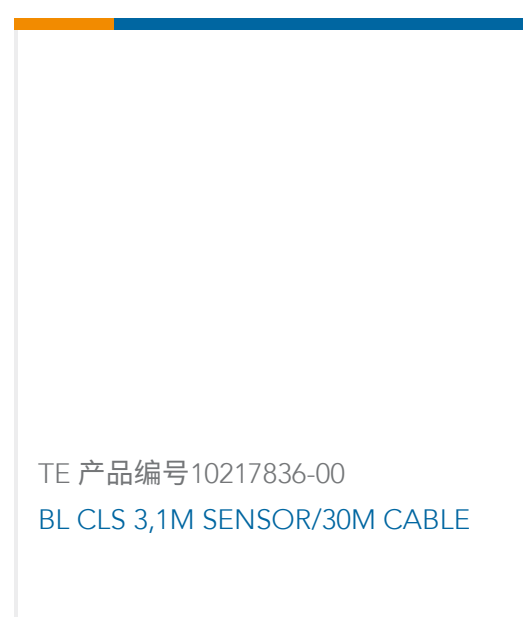 TE 产品编号10217836-00
BL CLS 3,1M SENSOR/30M CABLE